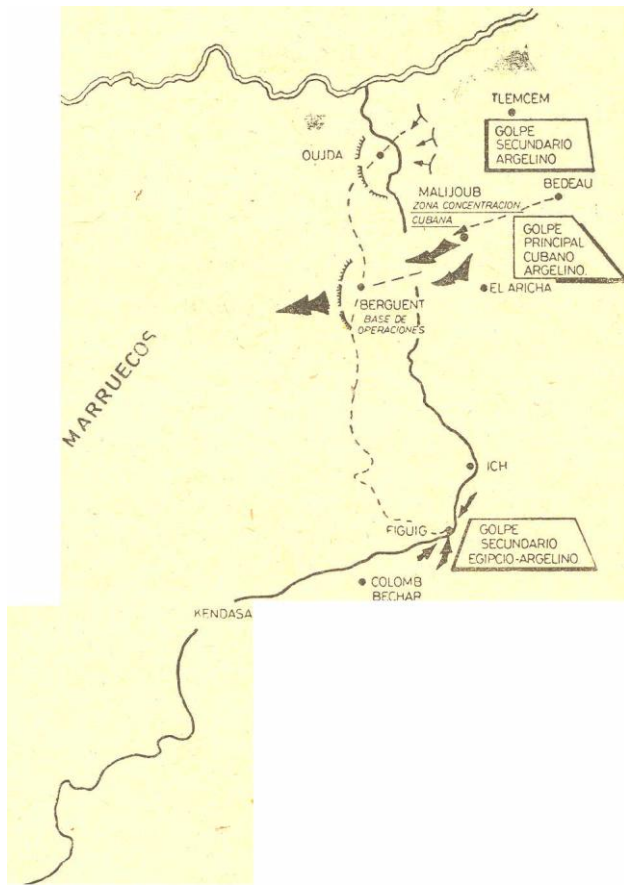 TLEMCEM
GOLPE
SECUNDARIO
ARGELINO
OUJDA
MALIJOUB
ZONA CONCENTRACION
CUBANA
BEDEAU
GOLPE
PRINCIPAL
CUBANO
ARGELINO
EL ARICHA
BERGUENT
BASE DE
OPERACIONES
MARRUECOS
ICH
FIGUIG
GOLPE
SECUNDARIO
EGIPCIO-ARGELINO
COLOMB
BECHAR
KENDASA